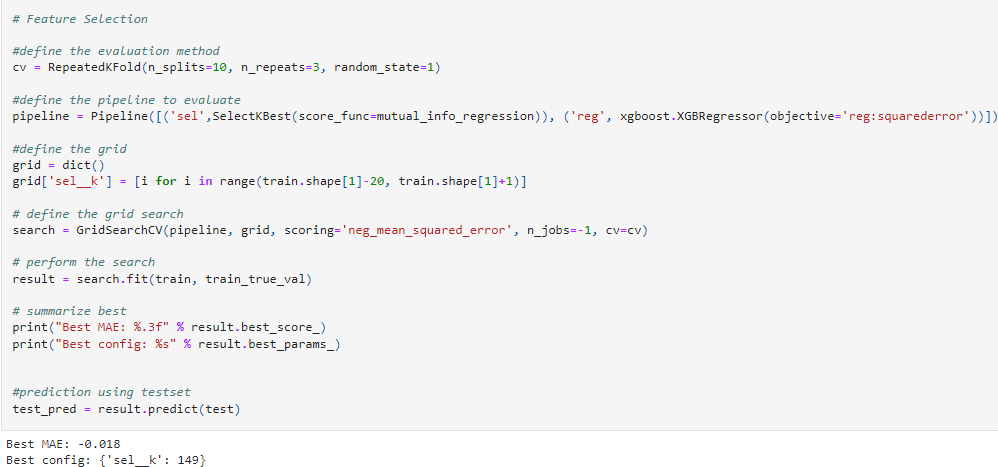 # Feature Selection
#define the evaluation method
cv = RepeatedKFold(n_splits=10, n_repeats=3, random_state=1)
#define the pipeline to evaluate
pipeline = Pipeline([('sel',SelectKBest(score_func=mutual_info_regression)), ('reg', xgboost.XGBRegressor(objective='reg:squarederror'))])
#define the grid
grid = dict()
grid['sel__k'] = [i for i in range(train.shape[1]-20, train.shape[1]+1)]
# define the grid search
search = GridSearchCV(pipeline, grid, scoring='neg_mean_squared_error', n_jobs=-1, cv=cv)
# perform the search
result = search.fit(train, train_true_val)
# summarize best
print("Best MAE: %.3f" % result.best_score_)
print("Best config: %s" % result.best_params_)
#prediction using testset
test_pred = result.predict(test)
Best MAE: -0.018
Best config: {'sel__k': 149}